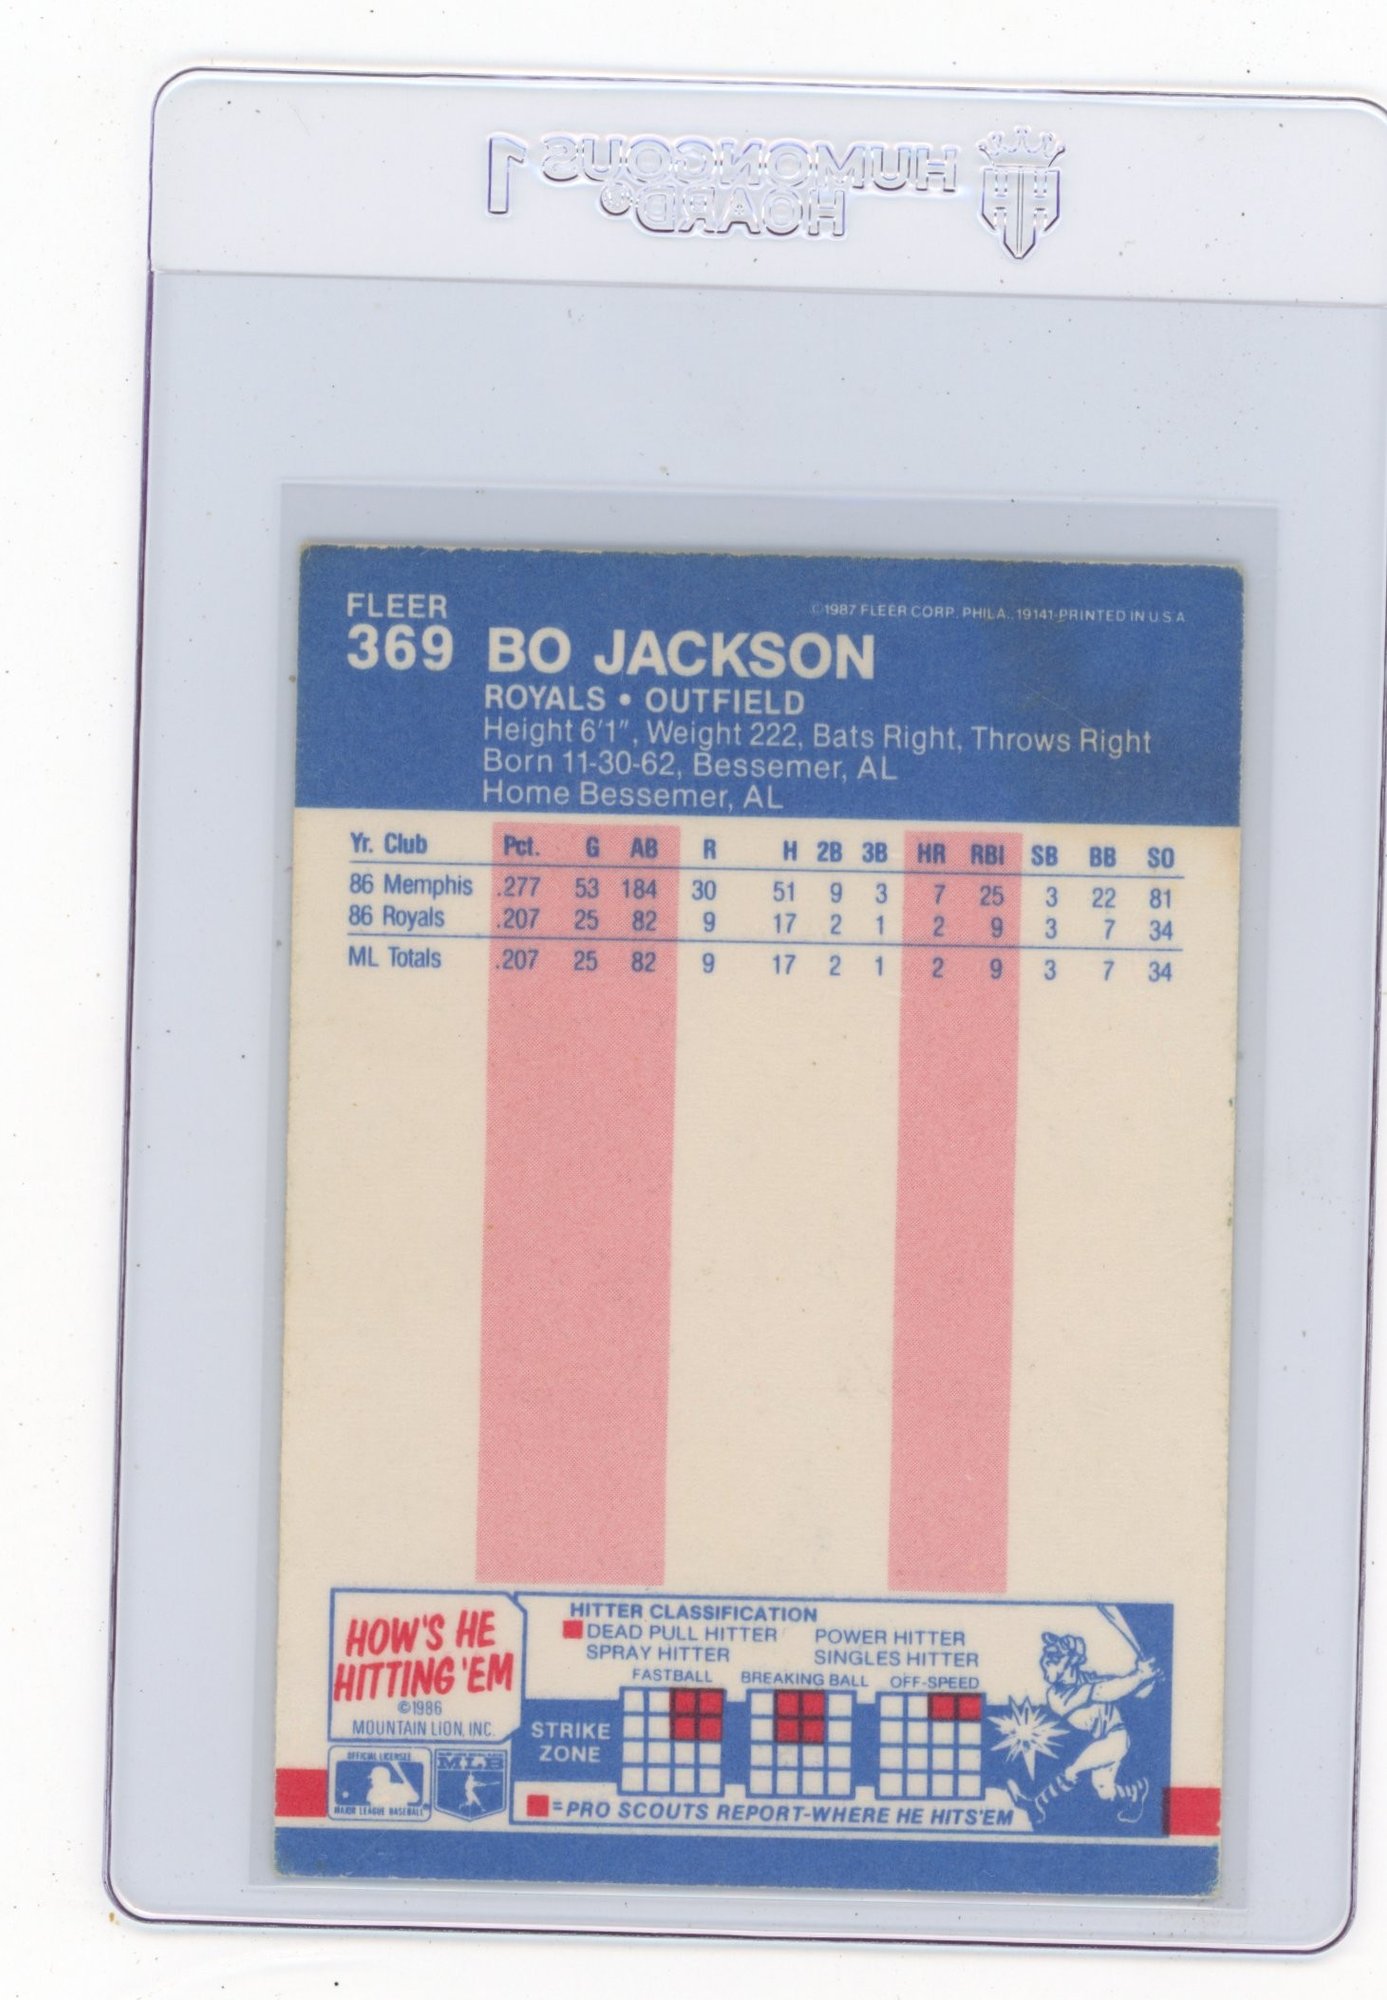 HUMONGOUS 1
HOARD®
FLEER
369
©1987 FLEER CORP. PHILA., 19141-PRINTED IN U S A
BO JACKSON
ROYALS • OUTFIELD
Height 6'1", Weight 222, Bats Right, Throws Right
Born 11-30-62, Bessemer, AL
Home Bessemer, AL
Yr. Club Pct. G AB R H 2B 3B HR RBI SB BB SO
86 Memphis .277 53 184 30 51 9 3 7 25 3 22 81
86 Royals .207 25 82 9 17 2 1 2 9 3 7 34
ML Totals .207 25 82 9 17 2 1 2 9 3 7 34
HOW'S HE
HITTING 'EM
©1986
MOUNTAIN LION, INC.
OFFICIAL LICENSEE
MAJOR LEAGUE BASEBALL
MLB
HITTER CLASSIFICATION
DEAD PULL HITTER POWER HITTER
SPRAY HITTER SINGLES HITTER
FASTBALL BREAKING BALL OFF-SPEED
STRIKE
ZONE
=PRO SCOUTS REPORT-WHERE HE HITS'EM